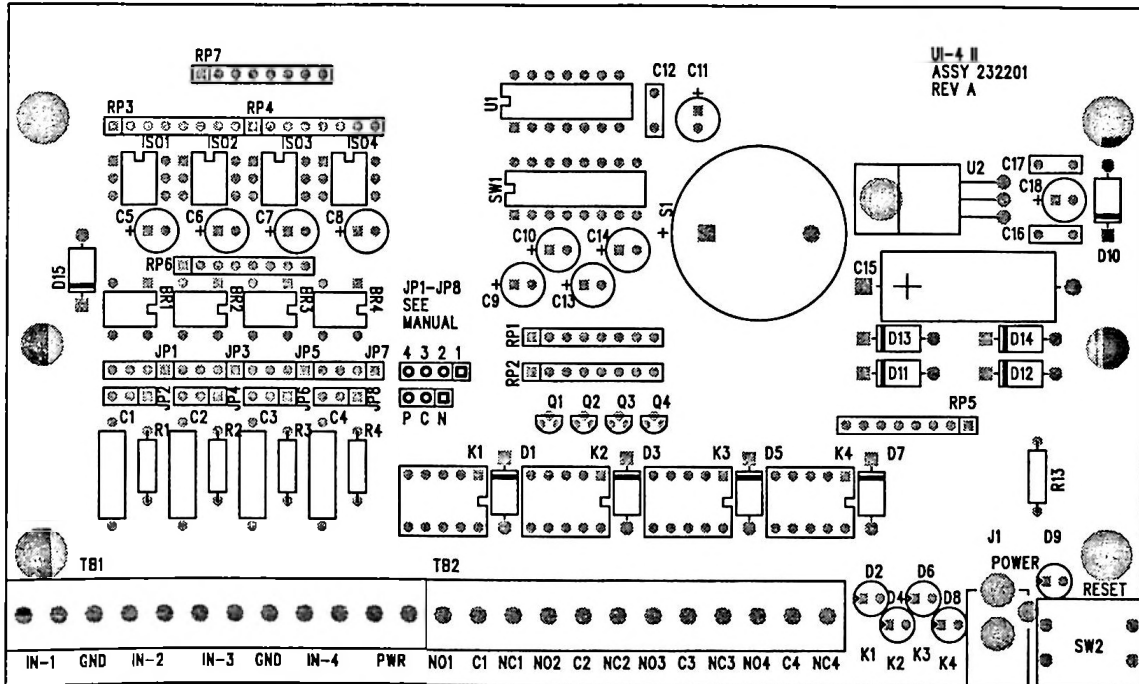 RP7
UI-4 II
ASSY 232201
REV A
C12 C11
U1
RP3 RP4
ISO1 ISO2 ISO3 ISO4
C17
U2
C18
SW1
S1
C5 C6 C7 C8
C10 C14
C16
D10
RP6
D15
C15
C9 C13
BR1 BR2 BR3 BR4
JP1-JP8
SEE
MANUAL
RP1
D13 D14
4 3 2 1
JP1 JP3 JP5 JP7
RP2
D11 D12
JP2 JP4 JP6 JP8
Q1 Q2 Q3 Q4
RP5
P C N
C1 R1 C2 R2 C3 R3 C4 R4
K1 D1 K2 D3 K3 D5 K4 D7
R13
J1 D9
POWER
TB1 TB2
D2 D6
RESET
D4 D8
SW2
K1 K3
K2 K4
IN-1 GND IN-2 IN-3 GND IN-4 PWR NO1 C1 NC1 NO2 C2 NC2 NO3 C3 NC3 NO4 C4 NC4